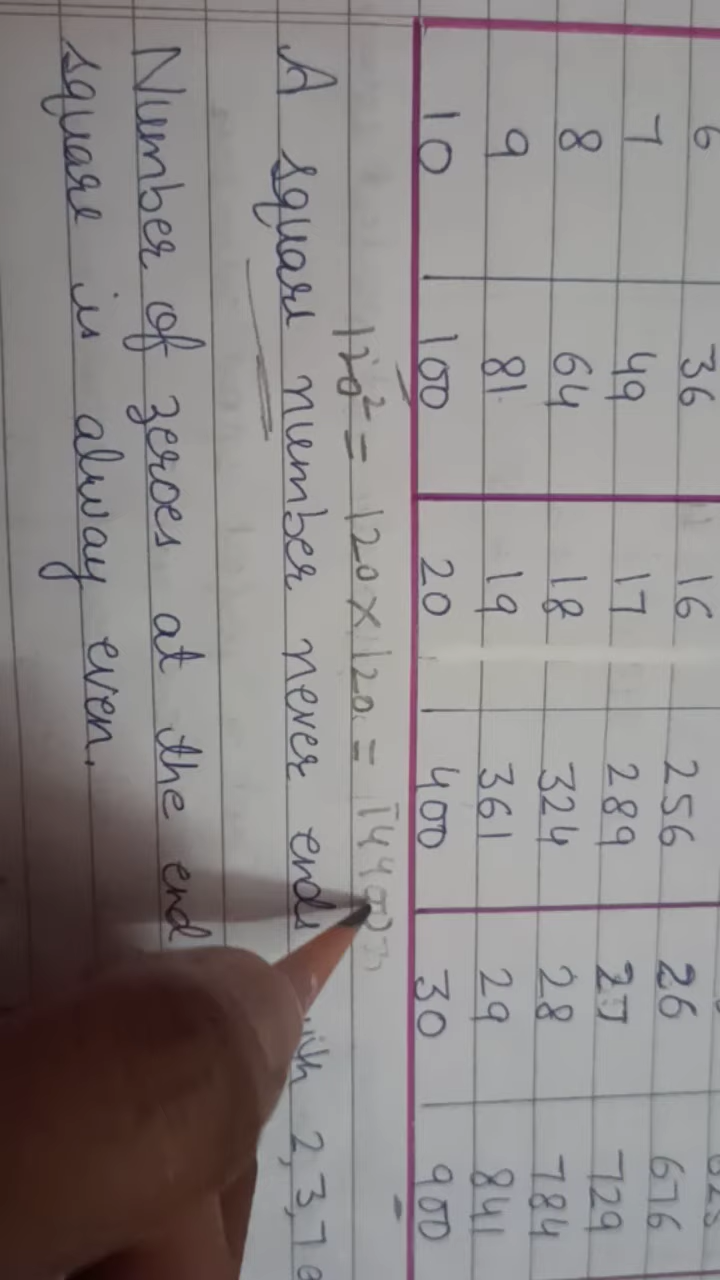 6 36 16 256 26 676
7 49 17 289 27 729
8 64 18 324 28 784
9 81 19 361 29 841
10 100 20 400 30 900
120² = 120 × 120 = 14400
A square number never ends with 2, 3, 7
Number of zeroes at the end
square is alway even.